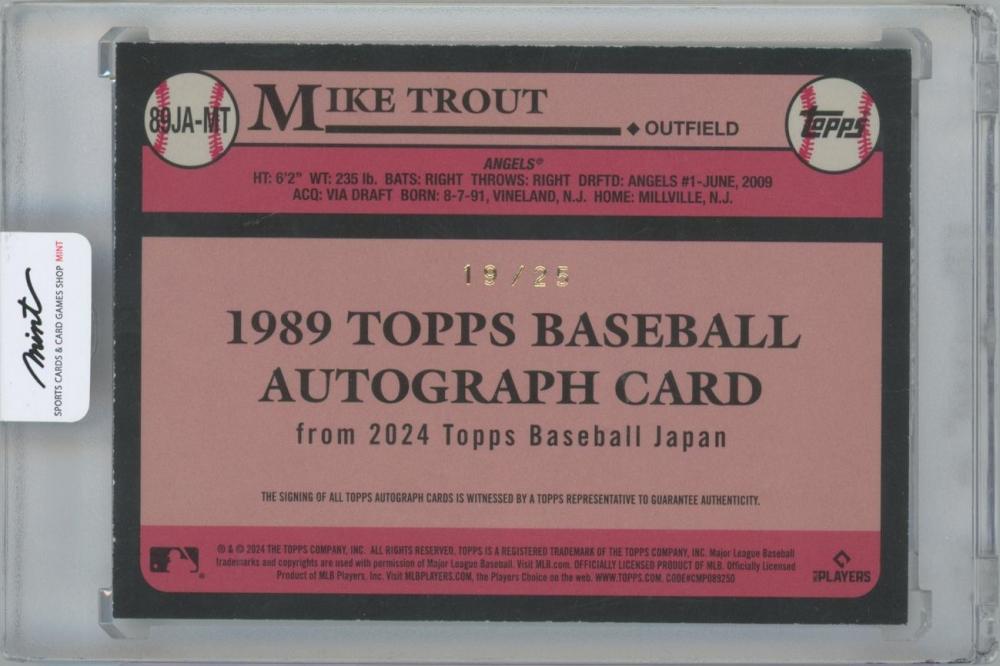 89JA-MT
MIKE TROUT
◆ OUTFIELD
Topps
ANGELS®
HT: 6'2" WT: 235 lb. BATS: RIGHT THROWS: RIGHT DRFTD: ANGELS #1-JUNE, 2009
ACQ: VIA DRAFT BORN: 8-7-91, VINELAND, N.J. HOME: MILLVILLE, N.J.
19/25
1989 TOPPS BASEBALL
AUTOGRAPH CARD
from 2024 Topps Baseball Japan
THE SIGNING OF ALL TOPPS AUTOGRAPH CARDS IS WITNESSED BY A TOPPS REPRESENTATIVE TO GUARANTEE AUTHENTICITY.
® & © 2024 THE TOPPS COMPANY, INC. ALL RIGHTS RESERVED. TOPPS IS A REGISTERED TRADEMARK OF THE TOPPS COMPANY, INC. Major League Baseball
trademarks and copyrights are used with permission of Major League Baseball. Visit MLB.com. OFFICIALLY LICENSED PRODUCT OF MLB. Officially Licensed
Product of MLB Players, Inc. Visit MLBPLAYERS.COM, the Players Choice on the web. WWW.TOPPS.COM. CODE#CMP089250
MLB PLAYERS
mint
SPORTS CARDS & CARD GAMES SHOP MINT